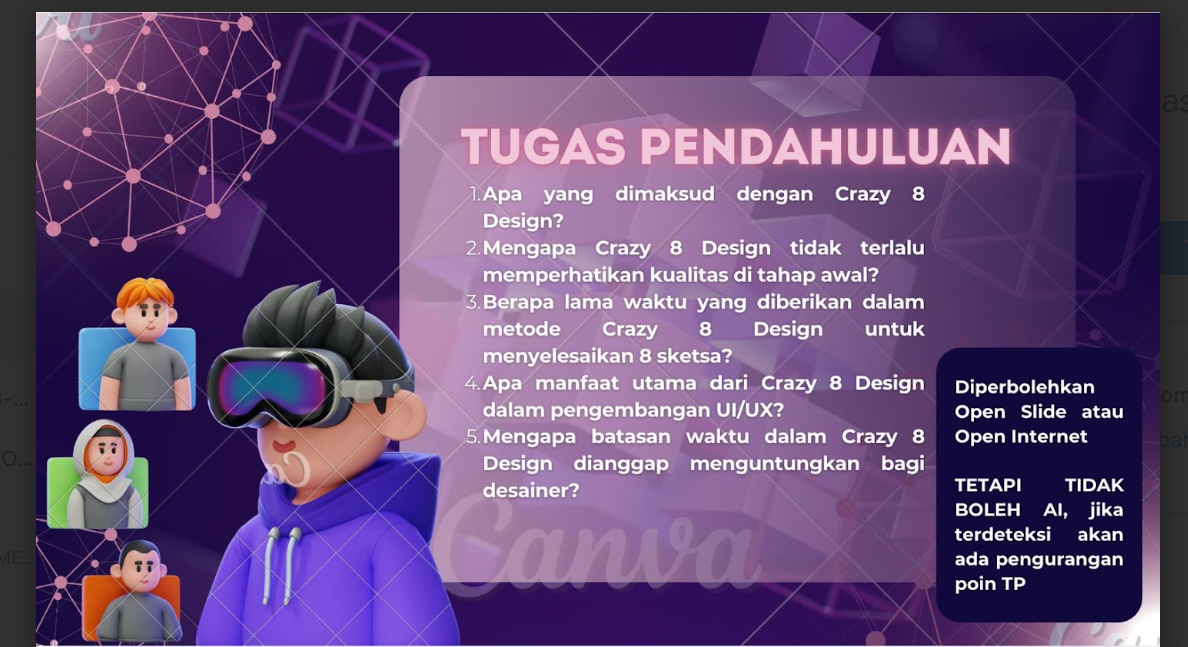 TUGAS PENDAHULUAN
1. Apa yang dimaksud dengan Crazy 8
Design?
2. Mengapa Crazy 8 Design tidak terlalu
memperhatikan kualitas di tahap awal?
3. Berapa lama waktu yang diberikan dalam
metode Crazy 8 Design untuk
menyelesaikan 8 sketsa?
4. Apa manfaat utama dari Crazy 8 Design
dalam pengembangan UI/UX?
5. Mengapa batasan waktu dalam Crazy 8
Design dianggap menguntungkan bagi
desainer?
Diperbolehkan
Open Slide atau
Open Internet
TETAPI TIDAK
BOLEH AI, jika
terdeteksi akan
ada pengurangan
poin TP
Canva